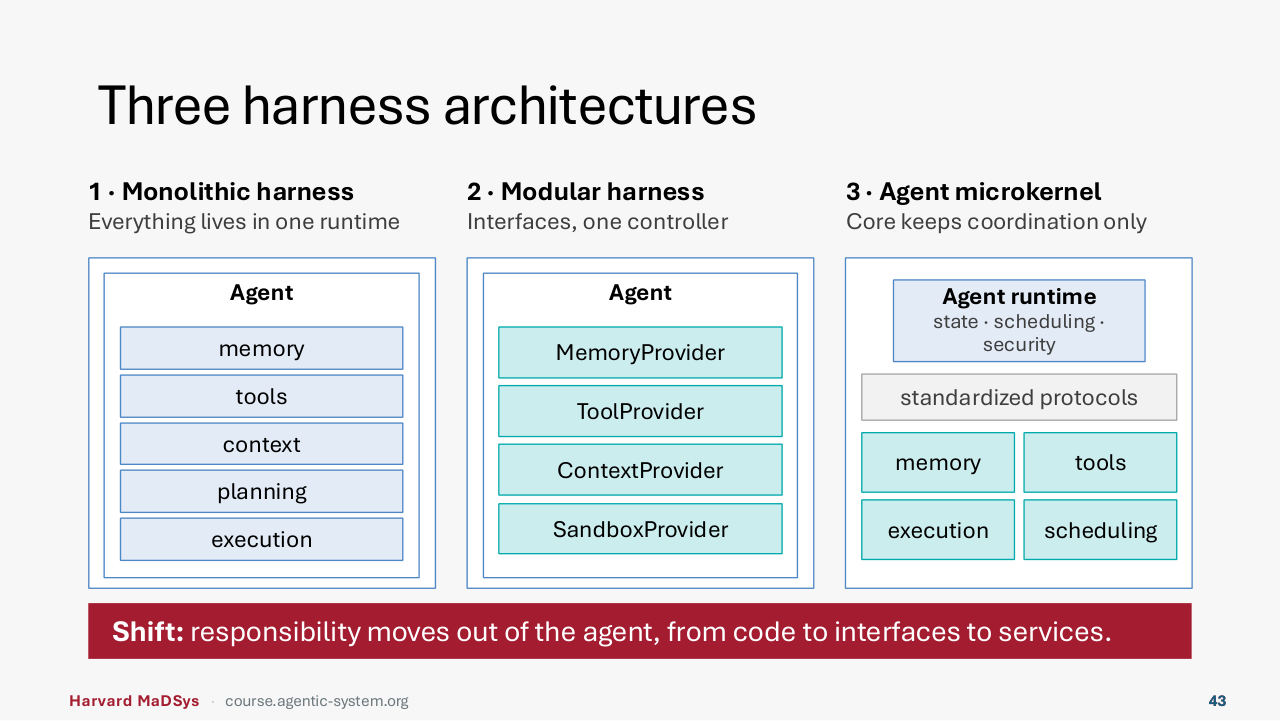 Three harness architectures
1 · Monolithic harness
Everything lives in one runtime
Agent
memory
tools
context
planning
execution
2 · Modular harness
Interfaces, one controller
Agent
MemoryProvider
ToolProvider
ContextProvider
SandboxProvider
3 · Agent microkernel
Core keeps coordination only
Agent runtime
state · scheduling ·
security
standardized protocols
memory
tools
execution
scheduling
Shift: responsibility moves out of the agent, from code to interfaces to services.
Harvard MaDSys · course.agentic-system.org
43